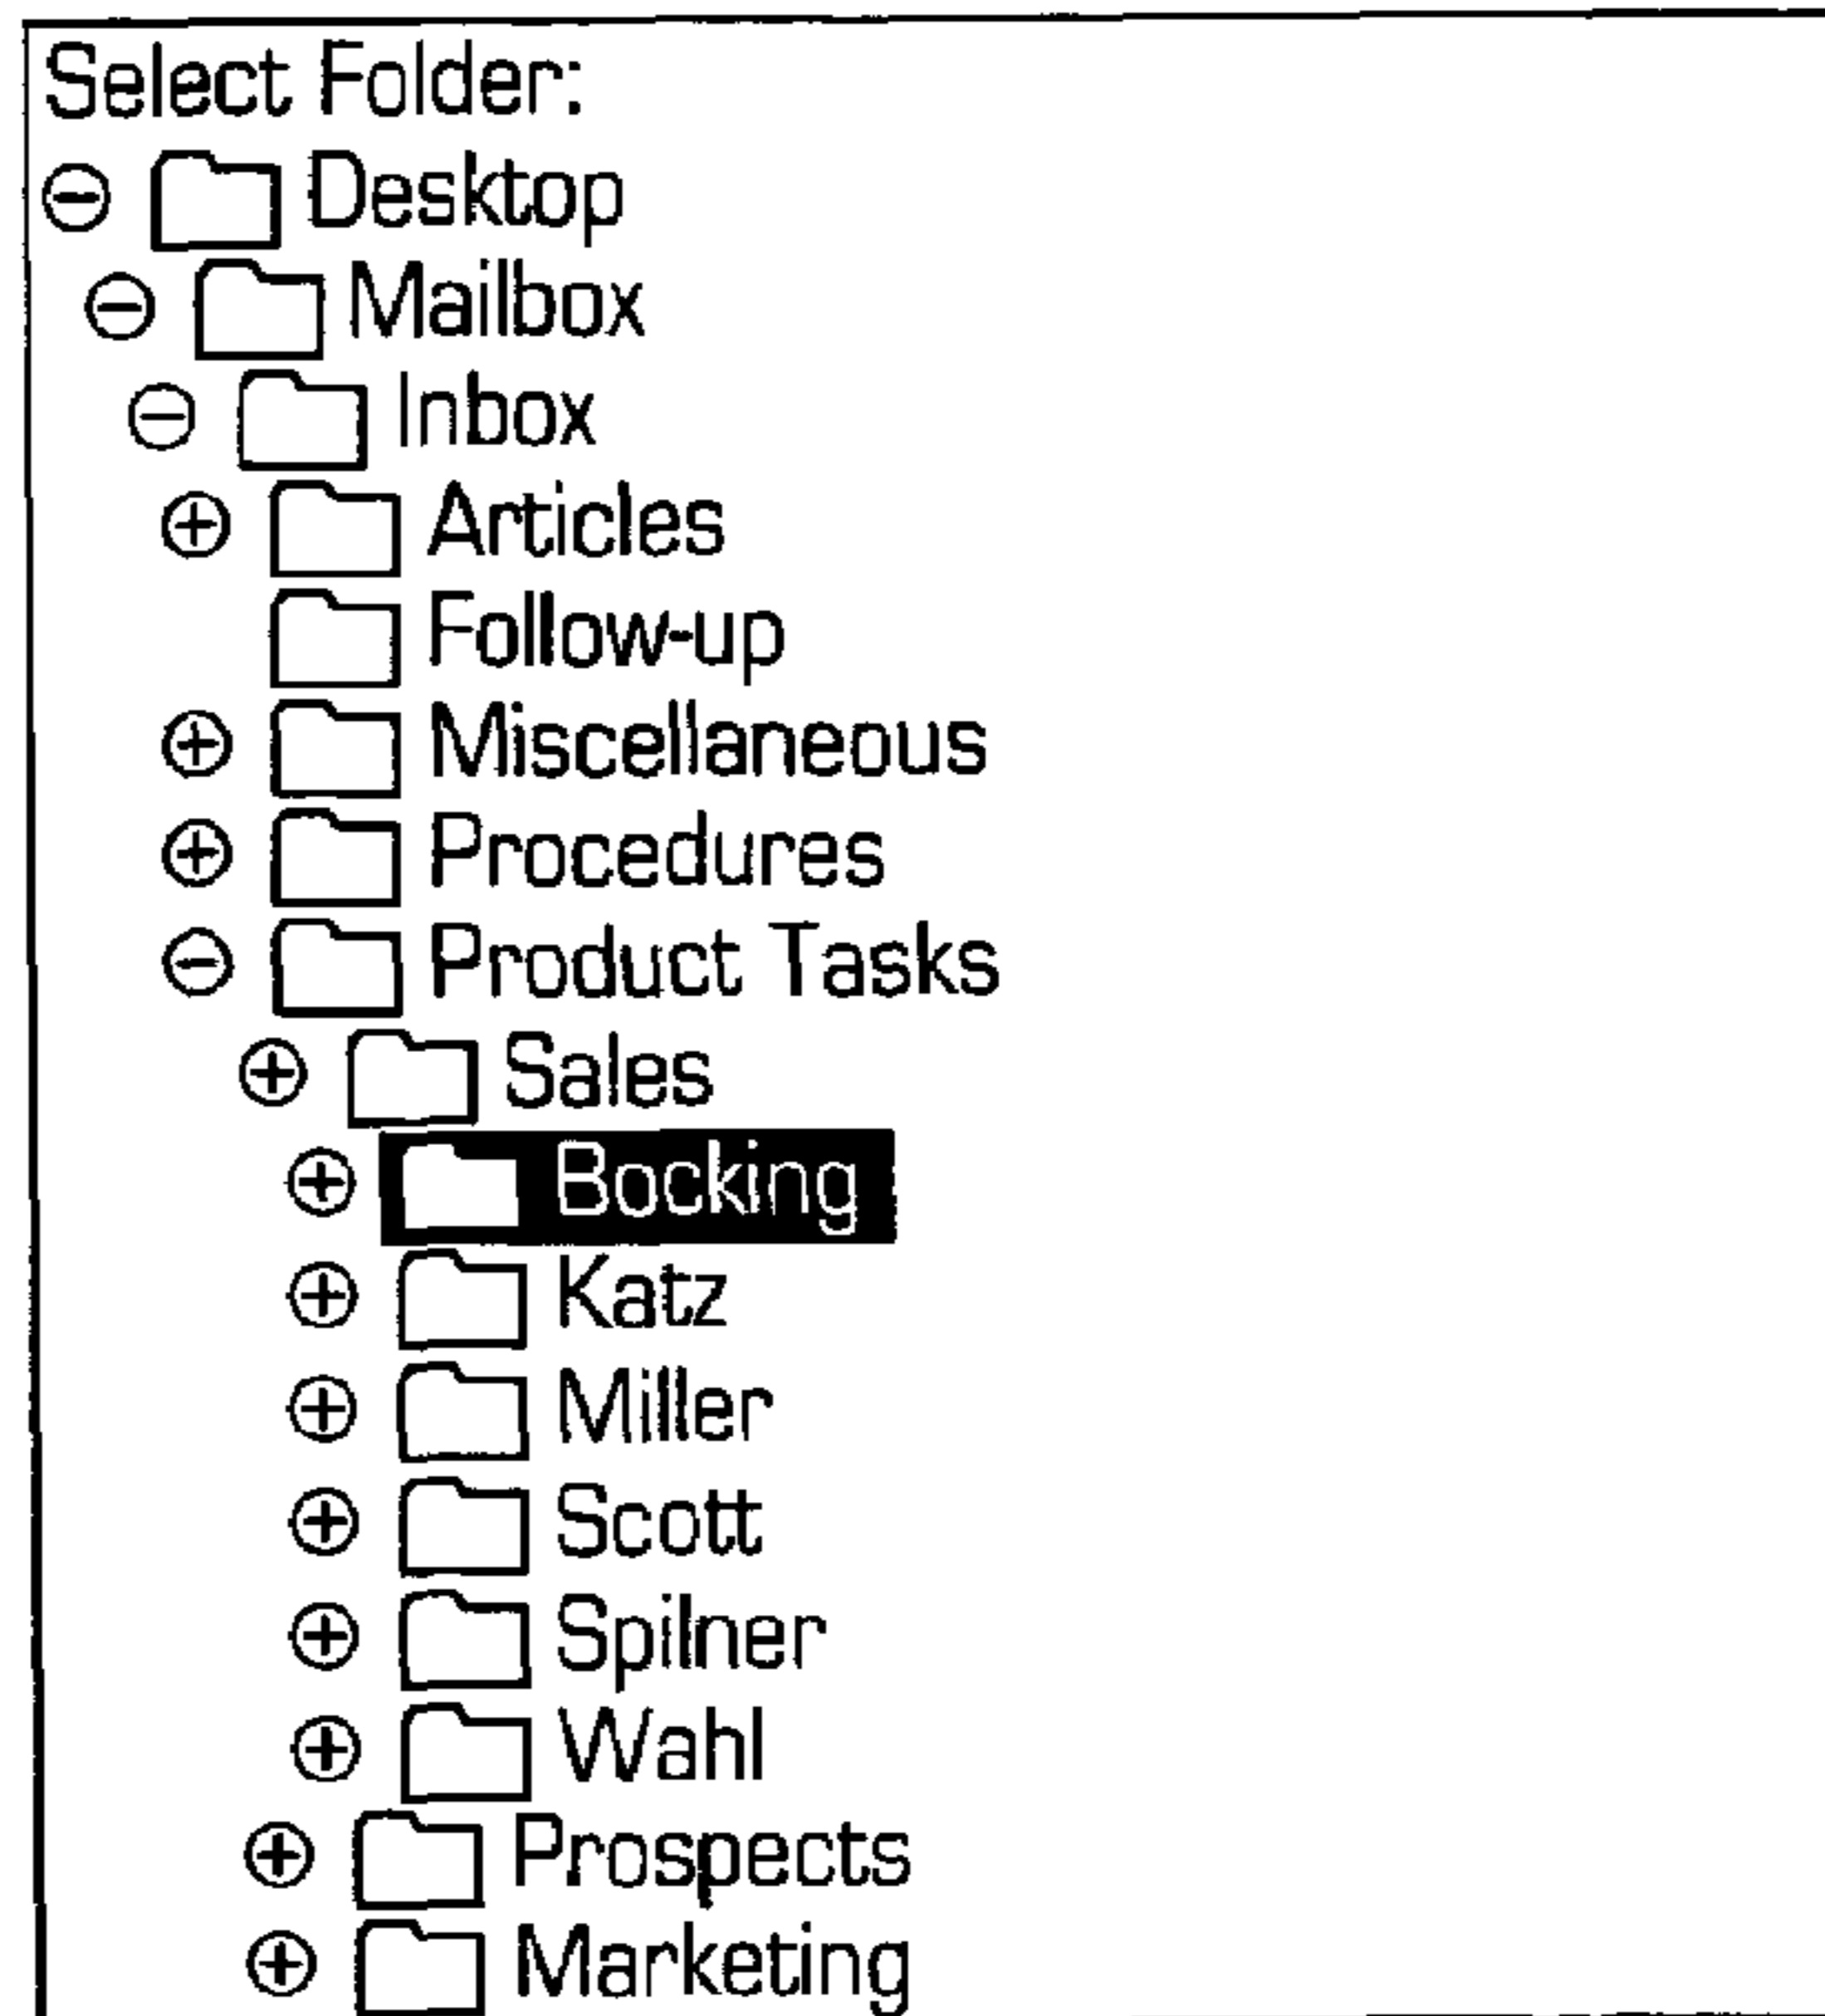 Select Folder:
Desktop
Mailbox
Inbox
Articles
Follow-up
Miscellaneous
Procedures
Product Tasks
Sales
Bocking
Katz
Miller
Scott
Spilner
Wahl
Prospects
Marketing